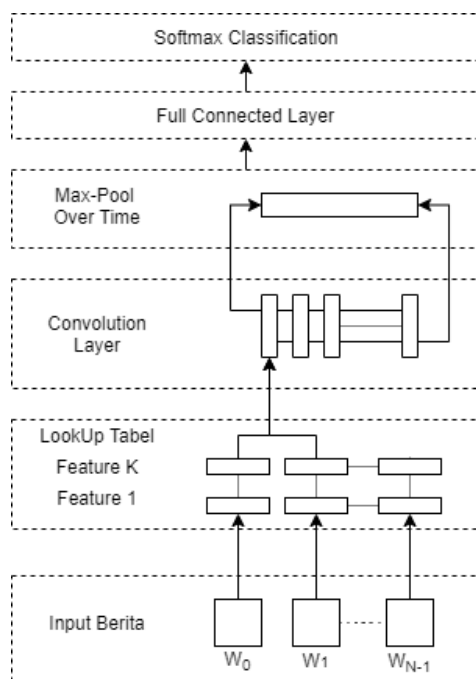 Softmax Classification
Full Connected Layer
Max-Pool
Over Time
Convolution
Layer
LookUp Tabel
Feature K
Feature 1
Input Berita
W0 W1 WN-1